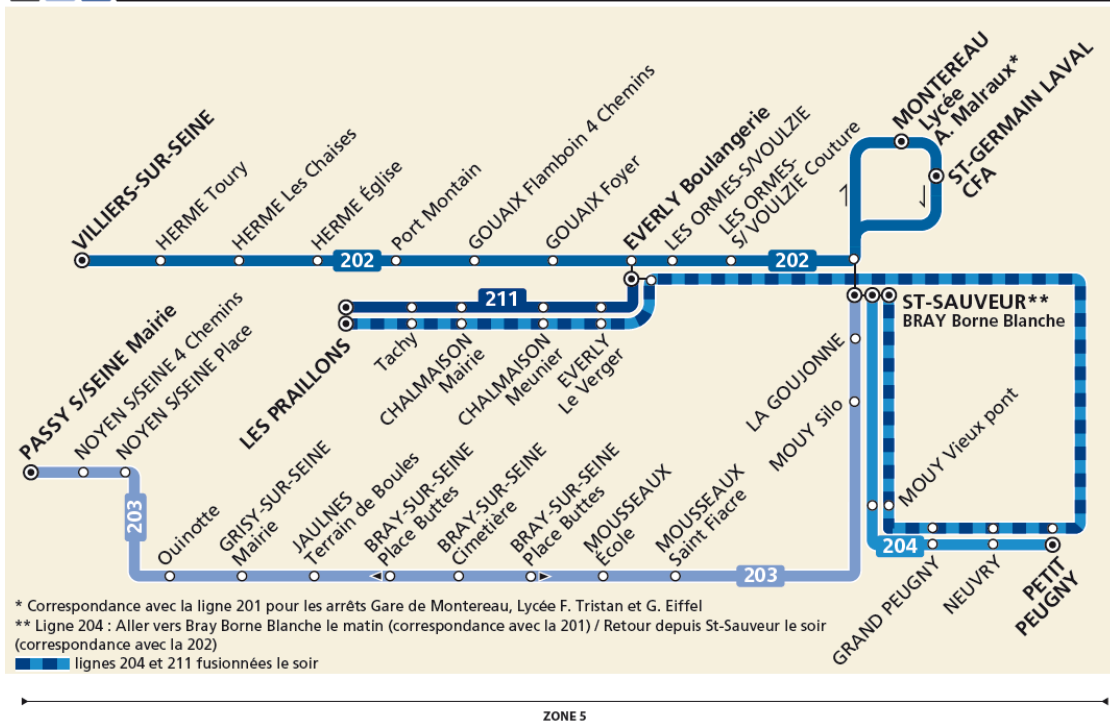 VILLIERS-SUR-SEINE
HERME Toury
HERME Les Chaises
HERME Église
202
Port Montain
GOUAIX Flamboin 4 Chemins
GOUAIX Foyer
EVERLY Boulangerie
LES ORMES-S/VOULZIE
LES ORMES-
S/ VOULZIE Couture
202
MONTEREAU
Lycée
A. Malraux*
ST-GERMAIN LAVAL
CFA
211
LES PRAILLONS
Tachy
CHALMAISON
Mairie
CHALMAISON
Meunier
EVERLY
Le Verger
ST-SAUVEUR**
BRAY Borne Blanche
PASSY S/SEINE Mairie
NOYEN S/SEINE 4 Chemins
NOYEN S/SEINE Place
203
Ouinotte
GRISY-SUR-SEINE
Mairie
JAULNES
Terrain de Boules
BRAY-SUR-SEINE
Place Buttes
BRAY-SUR-SEINE
Cimetière
BRAY-SUR-SEINE
Place Buttes
MOUSSEAUX
École
MOUSSEAUX
Saint Fiacre
203
MOUY Silo
LA GOUJONNE
MOUY Vieux pont
204
GRAND PEUGNY
NEUVRY
PETIT
PEUGNY
* Correspondance avec la ligne 201 pour les arrêts Gare de Montereau, Lycée F. Tristan et G. Eiffel
** Ligne 204 : Aller vers Bray Borne Blanche le matin (correspondance avec la 201) / Retour depuis St-Sauveur le soir
(correspondance avec la 202)
lignes 204 et 211 fusionnées le soir
ZONE 5